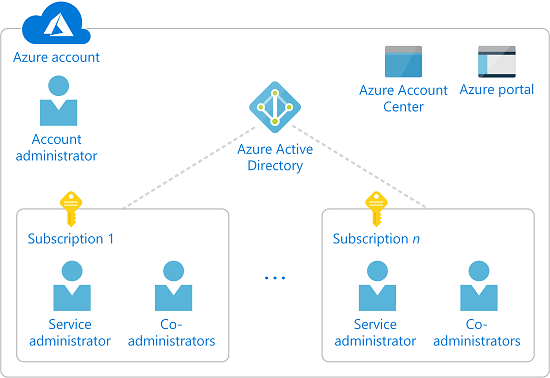 Azure account
Account
administrator
Azure Active
Directory
Azure Account
Center
Azure portal
Subscription 1
Service
administrator
Co-
administrators
...
Subscription n
Service
administrator
Co-
administrators